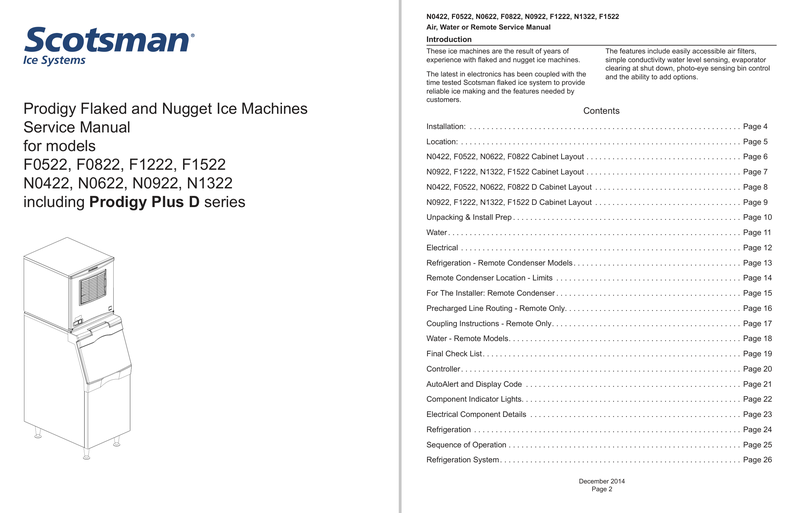 Scotsman®
Ice Systems
Prodigy Flaked and Nugget Ice Machines
Service Manual
for models
F0522, F0822, F1222, F1522
N0422, N0622, N0922, N1322
including Prodigy Plus D series
N0422, F0522, N0622, F0822, N0922, F1222, N1322, F1522
Air, Water or Remote Service Manual
Introduction
These ice machines are the result of years of
experience with flaked and nugget ice machines.
The latest in electronics has been coupled with the
time tested Scotsman flaked ice system to provide
reliable ice making and the features needed by
customers.
The features include easily accessible air filters,
simple conductivity water level sensing, evaporator
clearing at shut down, photo-eye sensing bin control
and the ability to add options.
Contents
Installation: . . . . . . . . . . . . . . . . . . . . Page 4
Location: . . . . . . . . . . . . . . . . . . . . Page 5
N0422, F0522, N0622, F0822 Cabinet Layout . . . . . . . . . . Page 6
N0922, F1222, N1322, F1522 Cabinet Layout . . . . . . . . . . Page 7
N0422, F0522, N0622, F0822 D Cabinet Layout . . . . . . . . . . Page 8
N0922, F1222, N1322, F1522 D Cabinet Layout . . . . . . . . . . Page 9
Unpacking & Install Prep . . . . . . . . . . . . . . . Page 10
Water . . . . . . . . . . . . . . . . . . . . Page 11
Electrical . . . . . . . . . . . . . . . . . . . . Page 12
Refrigeration - Remote Condenser Models . . . . . . . . . . Page 13
Remote Condenser Location - Limits . . . . . . . . . . Page 14
For The Installer: Remote Condenser . . . . . . . . . . Page 15
Precharged Line Routing - Remote Only. . . . . . . . . . . Page 16
Coupling Instructions - Remote Only. . . . . . . . . . . Page 17
Water - Remote Models. . . . . . . . . . . . . . . . Page 18
Final Check List . . . . . . . . . . . . . . . . . . Page 19
Controller . . . . . . . . . . . . . . . . . . . . Page 20
AutoAlert and Display Code . . . . . . . . . . . . . . . Page 21
Component Indicator Lights. . . . . . . . . . . . . . . . Page 22
Electrical Component Details . . . . . . . . . . . . . . . Page 23
Refrigeration . . . . . . . . . . . . . . . . . . . . Page 24
Sequence of Operation . . . . . . . . . . . . . . . . . Page 25
Refrigeration System . . . . . . . . . . . . . . . . . Page 26
December 2014
Page 2